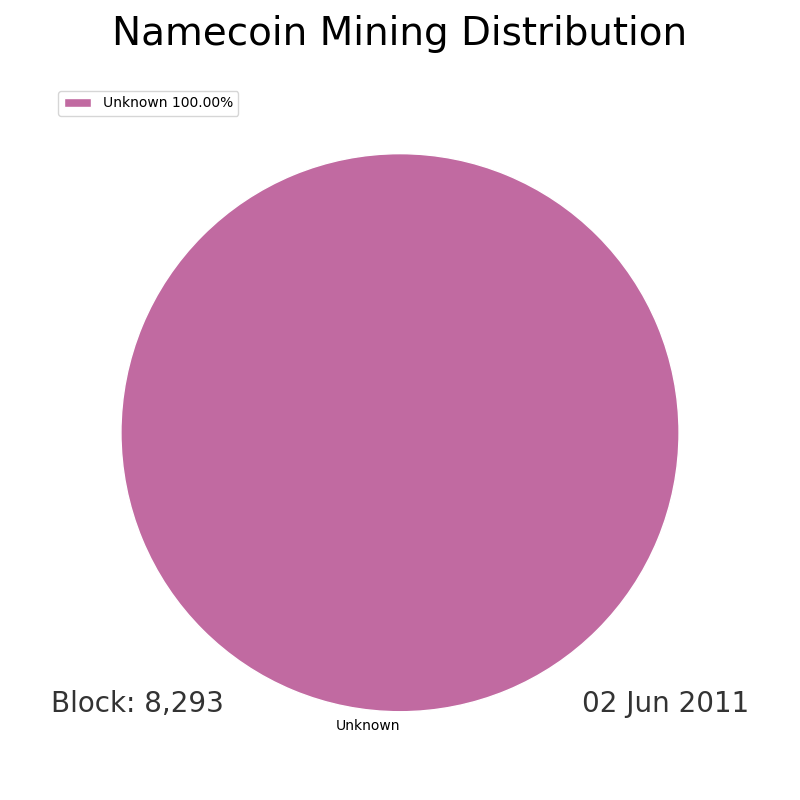 Namecoin Mining Distribution
Unknown 100.00%
Block: 8,293
02 Jun 2011
Unknown